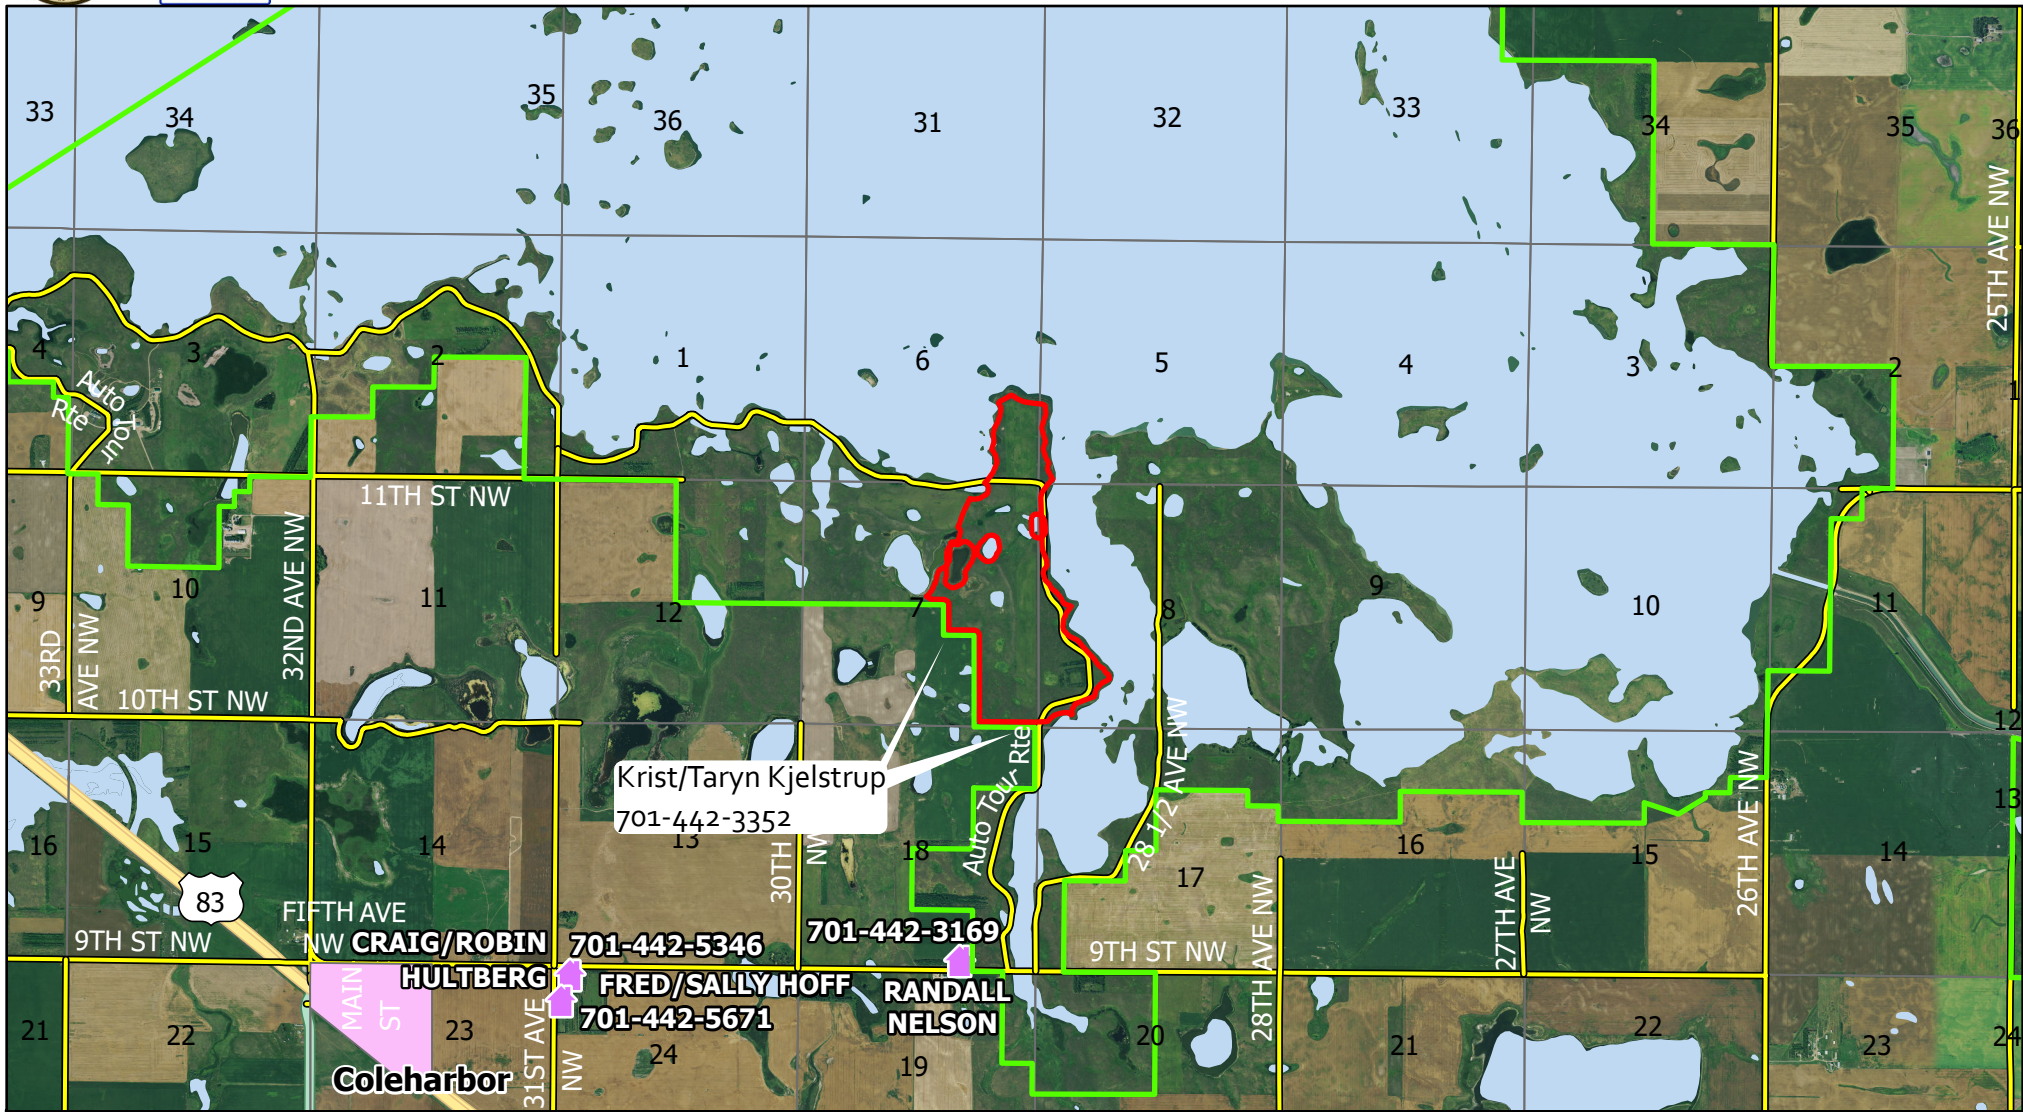 33
34
35
36
31
32
33
34
35
36
25TH AVE NW
4
3
2
1
6
5
4
3
2
1
Auto Tour
Rte
11TH ST NW
32ND AVE NW
33RD
AVE NW
9
10
11
12
7
8
9
10
11
12
10TH ST NW
Krist/Taryn Kjelstrup
701-442-3352
Auto Tour Rte
28 1/2 AVE NW
26TH AVE NW
16
15
14
13
18
17
16
15
14
13
30TH
NW
83
FIFTH AVE
NW
9TH ST NW
CRAIG/ROBIN
HULTBERG
701-442-5346
FRED/SALLY HOFF
701-442-5671
701-442-3169
RANDALL
NELSON
9TH ST NW
28TH AVE NW
27TH AVE
NW
MAIN
ST
31ST AVE
NW
21
22
23
24
19
20
21
22
23
24
Coleharbor